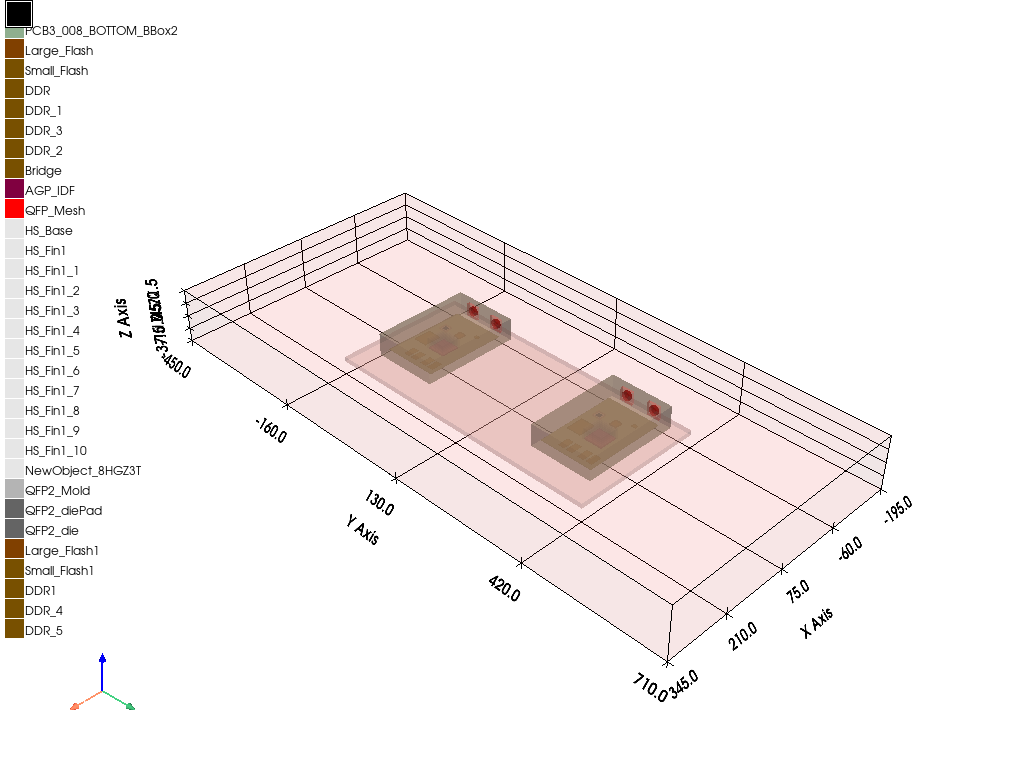 PCB3_008_BOTTOM_BBox2
Large_Flash
Small_Flash
DDR
DDR_1
DDR_3
DDR_2
Bridge
AGP_IDF
QFP_Mesh
HS_Base
HS_Fin1
HS_Fin1_1
HS_Fin1_2
HS_Fin1_3
HS_Fin1_4
HS_Fin1_5
HS_Fin1_6
HS_Fin1_7
HS_Fin1_8
HS_Fin1_9
HS_Fin1_10
NewObject_8HGZ3T
QFP2_Mold
QFP2_diePad
QFP2_die
Large_Flash1
Small_Flash1
DDR1
DDR_4
DDR_5
Z Axis
-450.0
-160.0
130.0
Y Axis
420.0
710.0
345.0
210.0
X Axis
75.0
-60.0
-195.0